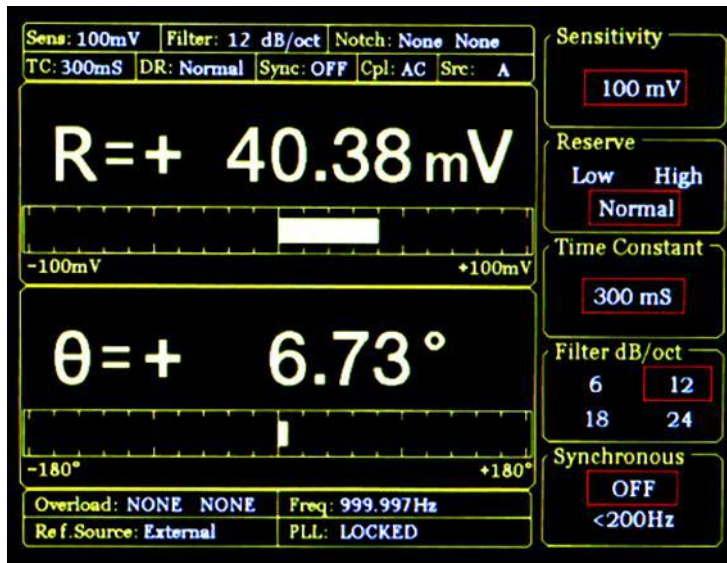 Sens: 100mV Filter: 12 dB/oct Notch: None None
TC: 300mS DR: Normal Sync: OFF Cpl: AC Src: A
R=+ 40.38 mV
-100mV +100mV
θ=+ 6.73°
-180° +180°
Overload: NONE NONE Freq: 999.997Hz
Ref.Source: External PLL: LOCKED
Sensitivity
100 mV
Reserve
Low High
Normal
Time Constant
300 mS
Filter dB/oct
6 12
18 24
Synchronous
OFF
<200Hz